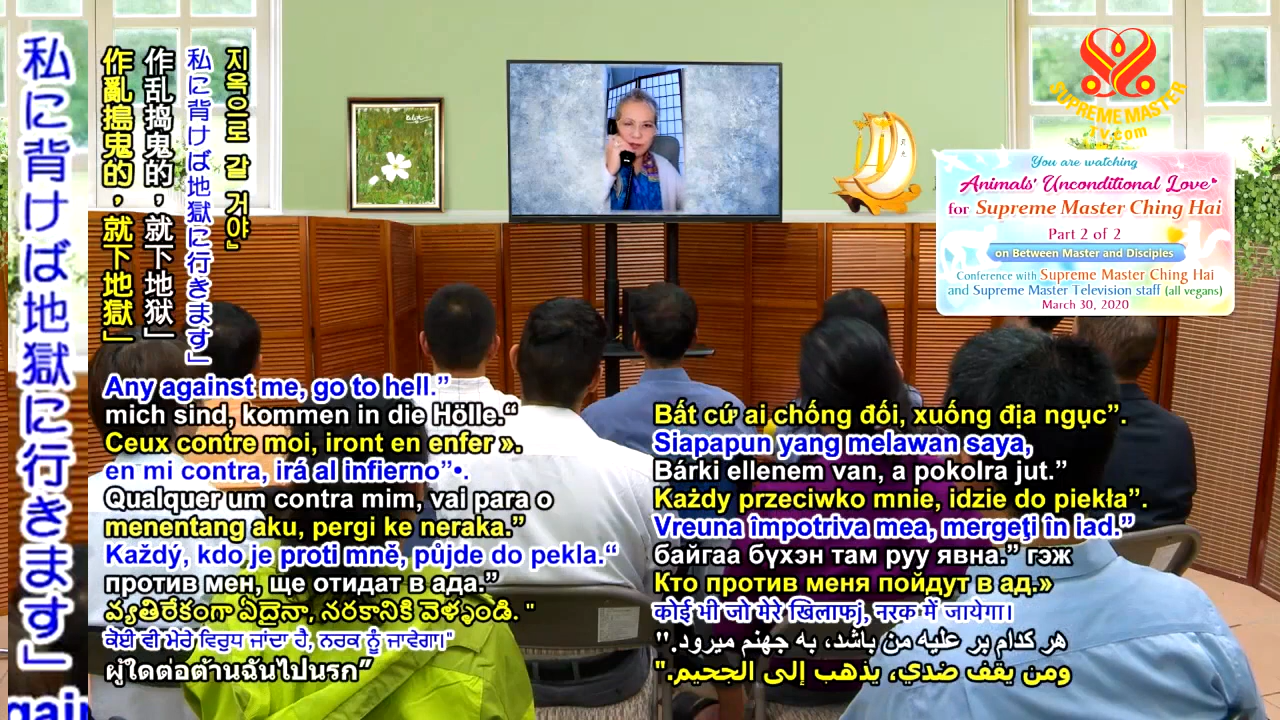 私に背けば地獄に行きます」
作亂搗鬼的，就下地獄」
作乱捣鬼的，就下地狱」
私に背けば地獄に行きます」
지옥으로 갈 거야』
SUPREME MASTER
TV.com
You are watching
Animals' Unconditional Love
for Supreme Master Ching Hai
Part 2 of 2
on Between Master and Disciples
Conference with Supreme Master Ching Hai
and Supreme Master Television staff (all vegans)
March 30, 2020
Any against me, go to hell.”
mich sind, kommen in die Hölle.“
Ceux contre moi, iront en enfer ».
en mi contra, irá al infierno”•.
Qualquer um contra mim, vai para o
menentang aku, pergi ke neraka.”
Každý, kdo je proti mně, půjde do pekla.“
против мен, ще отидат в ада.”
వ్యతిరేకంగా ఏదైనా, నరకానికి వెళ్ళండి. "
ਕੋਈ ਵੀ ਮੇਰੇ ਵਿਰੁਧ ਜਾਂਦਾ ਹੈ, ਨਰਕ ਨੂੰ ਜਾਵੇਗਾ।"
ผู้ใดต่อต้านฉันไปนรก”
Bất cứ ai chống đối, xuống địa ngục”.
Siapapun yang melawan saya,
Bárki ellenem van, a pokolra jut.”
Każdy przeciwko mnie, idzie do piekła”.
Vreuna împotriva mea, mergeţi în iad.”
байгаа бүхэн там руу явна.” гэж
Кто против меня пойдут в ад.»
कोई भी जो मेरे खिलाफj, नरक में जायेगा।
هر کدام بر علیه من باشد، به جهنم میرود."
ومن يقف ضدي، يذهب إلى الجحيم."